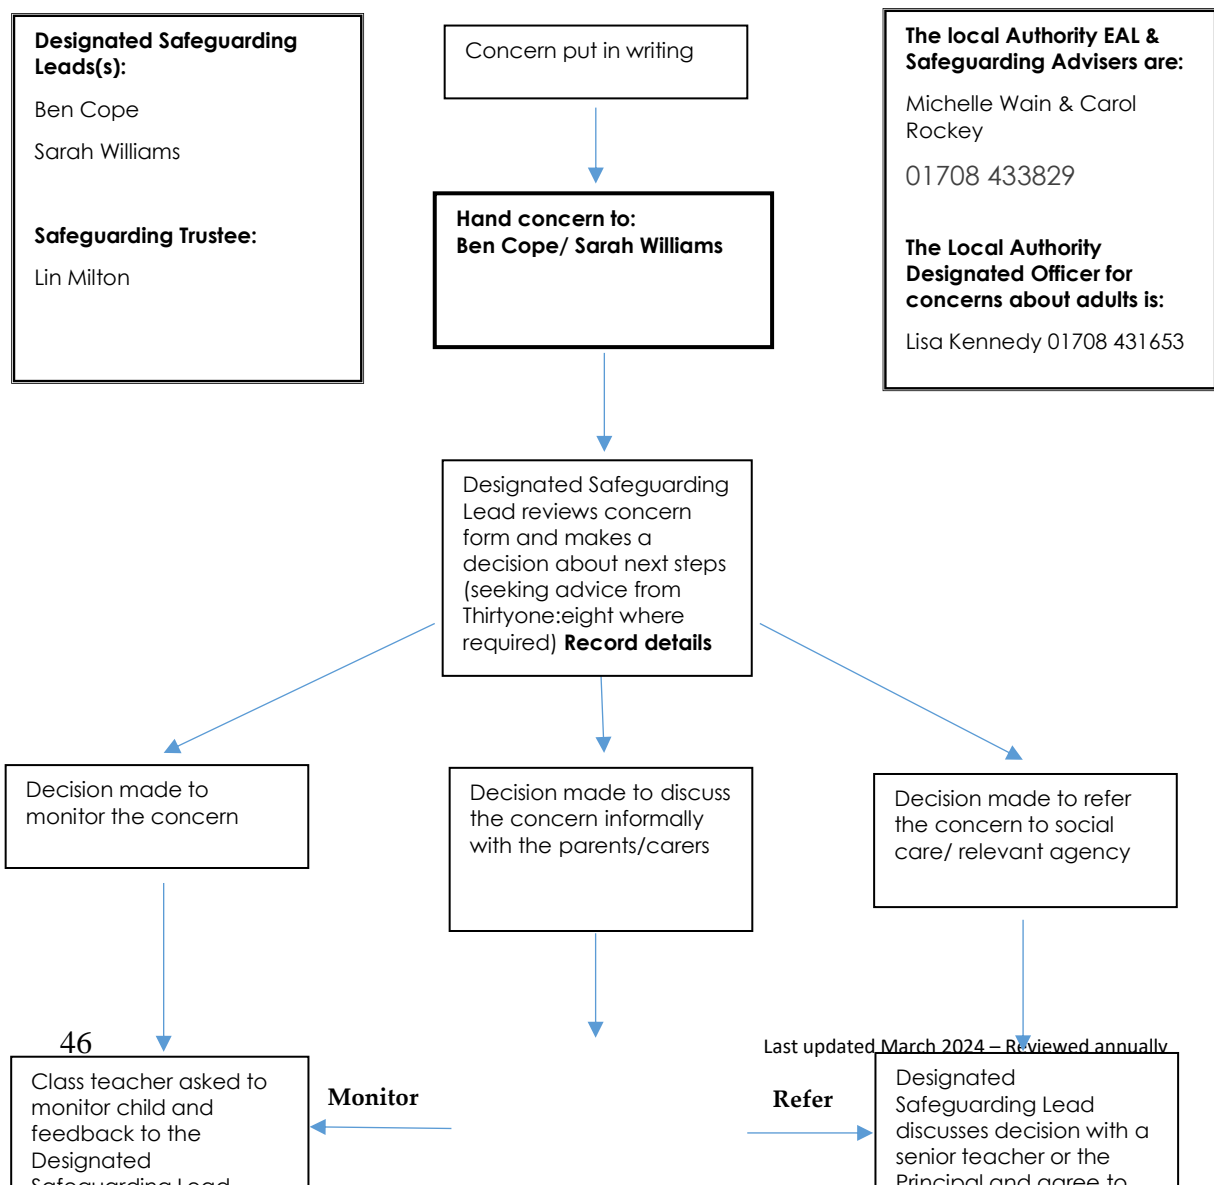 Designated Safeguarding
Leads(s):
Ben Cope
Sarah Williams
Safeguarding Trustee:
Lin Milton
Concern put in writing
The local Authority EAL &
Safeguarding Advisers are:
Michelle Wain & Carol
Rockey
01708 433829
The Local Authority
Designated Officer for
concerns about adults is:
Lisa Kennedy 01708 431653
Hand concern to:
Ben Cope/ Sarah Williams
Designated Safeguarding
Lead reviews concern
form and makes a
decision about next steps
(seeking advice from
Thirtyone:eight where
required) Record details
Decision made to
monitor the concern
Decision made to discuss
the concern informally
with the parents/carers
Decision made to refer
the concern to social
care/ relevant agency
46
Last updated March 2024 – Reviewed annually
Class teacher asked to
monitor child and
feedback to the
Designated
Safeguarding Lead
Monitor
Refer
Designated
Safeguarding Lead
discusses decision with a
senior teacher or the
Principal and agree to